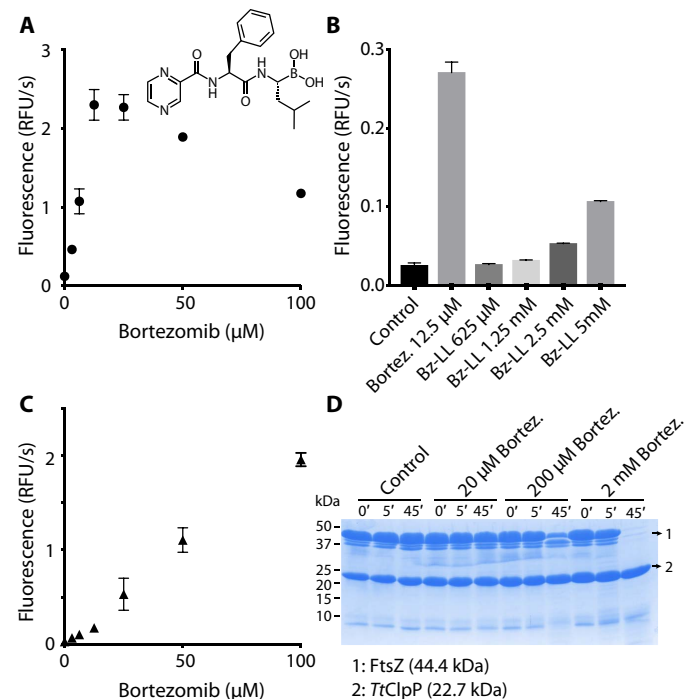 A
Fluorescence (RFU/s)
3
2
1
0
0 50 100
Bortezomib (µM)
N
N
O
N
H
H
N
O
OH
B
OH
B
Fluorescence (RFU/s)
0.3
0.2
0.1
0.0
Control
Bortez. 12.5 µM
Bz-LL 625 µM
Bz-LL 1.25 mM
Bz-LL 2.5 mM
Bz-LL 5mM
C
Fluorescence (RFU/s)
2
1
0
0 50 100
Bortezomib (µM)
D
Control
20 µM Bortez.
200 µM Bortez.
2 mM Bortez.
kDa
0' 5' 45' 0' 5' 45' 0' 5' 45' 0' 5' 45'
50
37
25
20
15
10
1
2
1: FtsZ (44.4 kDa)
2: TtClpP (22.7 kDa)